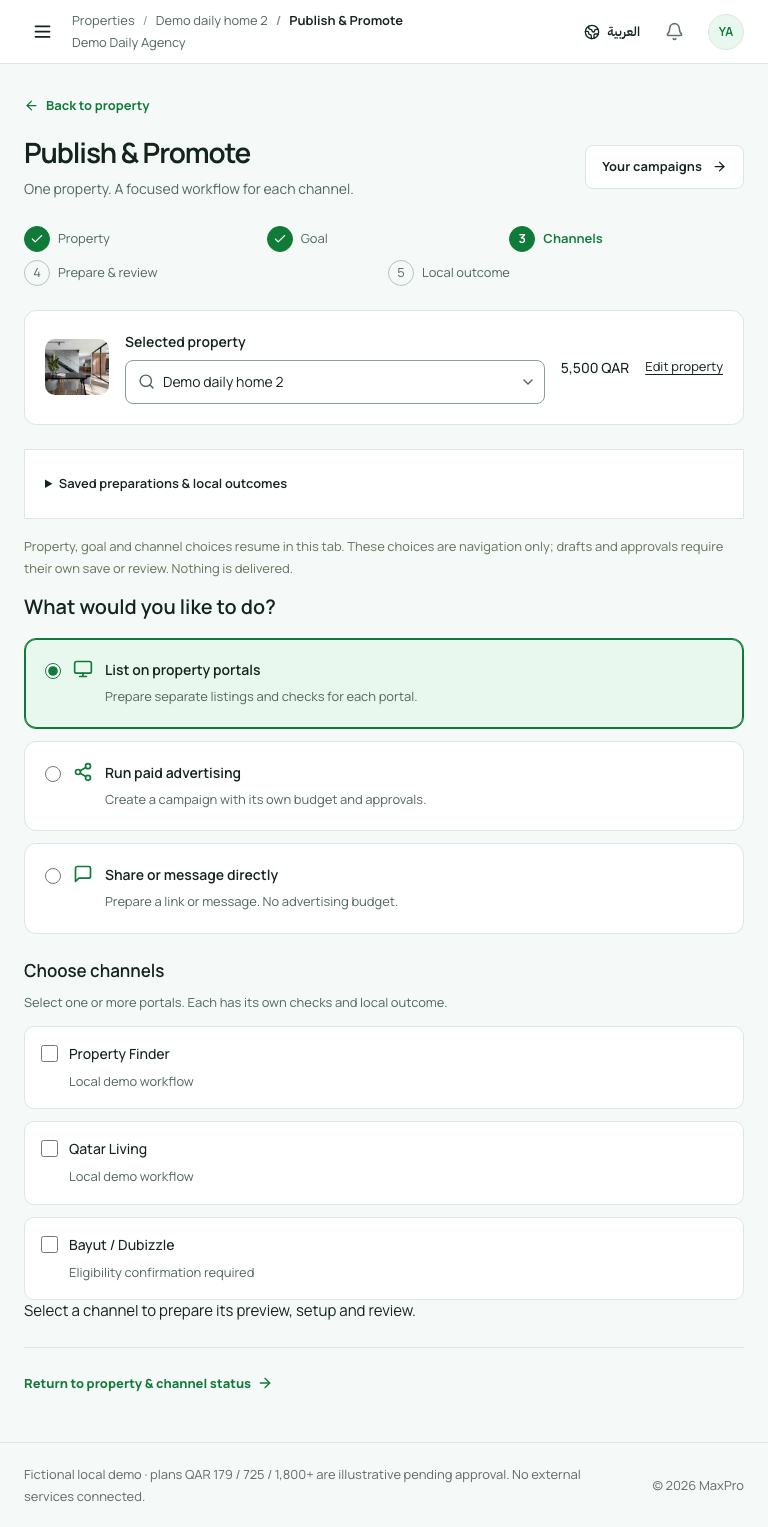 Properties / Demo daily home 2 / Publish & Promote
Demo Daily Agency
العربية
YA
Back to property
Publish & Promote
One property. A focused workflow for each channel.
Your campaigns
Property
Goal
3 Channels
4 Prepare & review
5 Local outcome
Selected property
Demo daily home 2
5,500 QAR
Edit property
Saved preparations & local outcomes
Property, goal and channel choices resume in this tab. These choices are navigation only; drafts and approvals require
their own save or review. Nothing is delivered.
What would you like to do?
List on property portals
Prepare separate listings and checks for each portal.
Run paid advertising
Create a campaign with its own budget and approvals.
Share or message directly
Prepare a link or message. No advertising budget.
Choose channels
Select one or more portals. Each has its own checks and local outcome.
Property Finder
Local demo workflow
Qatar Living
Local demo workflow
Bayut / Dubizzle
Eligibility confirmation required
Select a channel to prepare its preview, setup and review.
Return to property & channel status
Fictional local demo · plans QAR 179 / 725 / 1,800+ are illustrative pending approval. No external
services connected.
© 2026 MaxPro